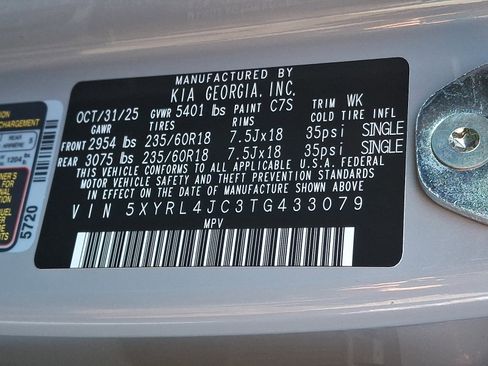 MANUFACTURED BY
KIA GEORGIA, INC.
OCT/31/25 GVWR 5401 lbs PAINT C7S TRIM WK
GAWR TIRES RIMS COLD TIRE INFL
FRONT 2954 lbs 235/60R18 7.5Jx18 35psi SINGLE
REAR 3075 lbs 235/60R18 7.5Jx18 35psi SINGLE
THIS VEHICLE CONFORMS TO ALL APPLICABLE U.S.A. FEDERAL
MOTOR VEHICLE SAFETY AND THEFT PREVENTION STANDARDS
IN EFFECT ON THE DATE OF MANUFACTURE SHOWN ABOVE
VIN 5XYRL4JC3TG433079
MPV
5720
REAR